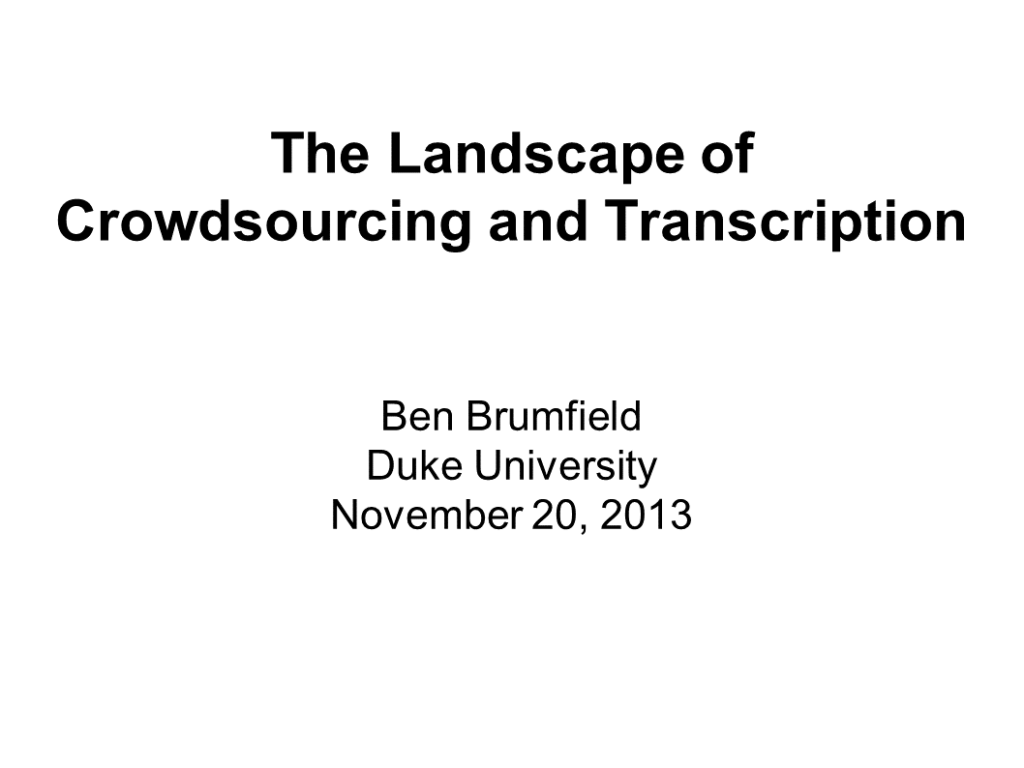 The Landscape of
Crowdsourcing and Transcription
Ben Brumfield
Duke University
November 20, 2013